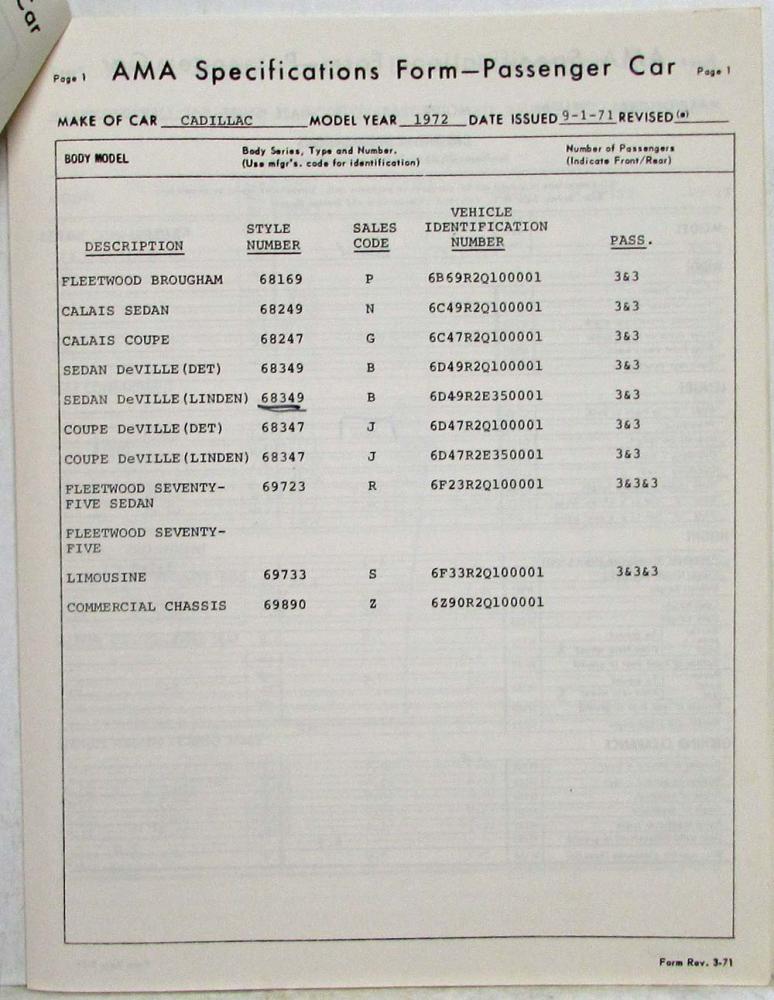 Car
Page 1 AMA Specifications Form—Passenger Car Page 1
MAKE OF CAR CADILLAC MODEL YEAR 1972 DATE ISSUED 9-1-71 REVISED(•)
BODY MODEL
Body Series, Type and Number.
(Use mfgr's. code for identification)
Number of Passengers
(Indicate Front/Rear)
DESCRIPTION
STYLE
NUMBER
SALES
CODE
VEHICLE
IDENTIFICATION
NUMBER
PASS.
FLEETWOOD BROUGHAM 68169 P 6B69R2Q100001 3&3
CALAIS SEDAN 68249 N 6C49R2Q100001 3&3
CALAIS COUPE 68247 G 6C47R2Q100001 3&3
SEDAN DeVILLE(DET) 68349 B 6D49R2Q100001 3&3
SEDAN DeVILLE(LINDEN) 68349 B 6D49R2E350001 3&3
COUPE DeVILLE(DET) 68347 J 6D47R2Q100001 3&3
COUPE DeVILLE(LINDEN) 68347 J 6D47R2E350001 3&3
FLEETWOOD SEVENTY- 69723 R 6F23R2Q100001 3&3&3
FIVE SEDAN
FLEETWOOD SEVENTY-
FIVE
LIMOUSINE 69733 S 6F33R2Q100001 3&3&3
COMMERCIAL CHASSIS 69890 Z 6Z90R2Q100001
Form Rev. 3-71